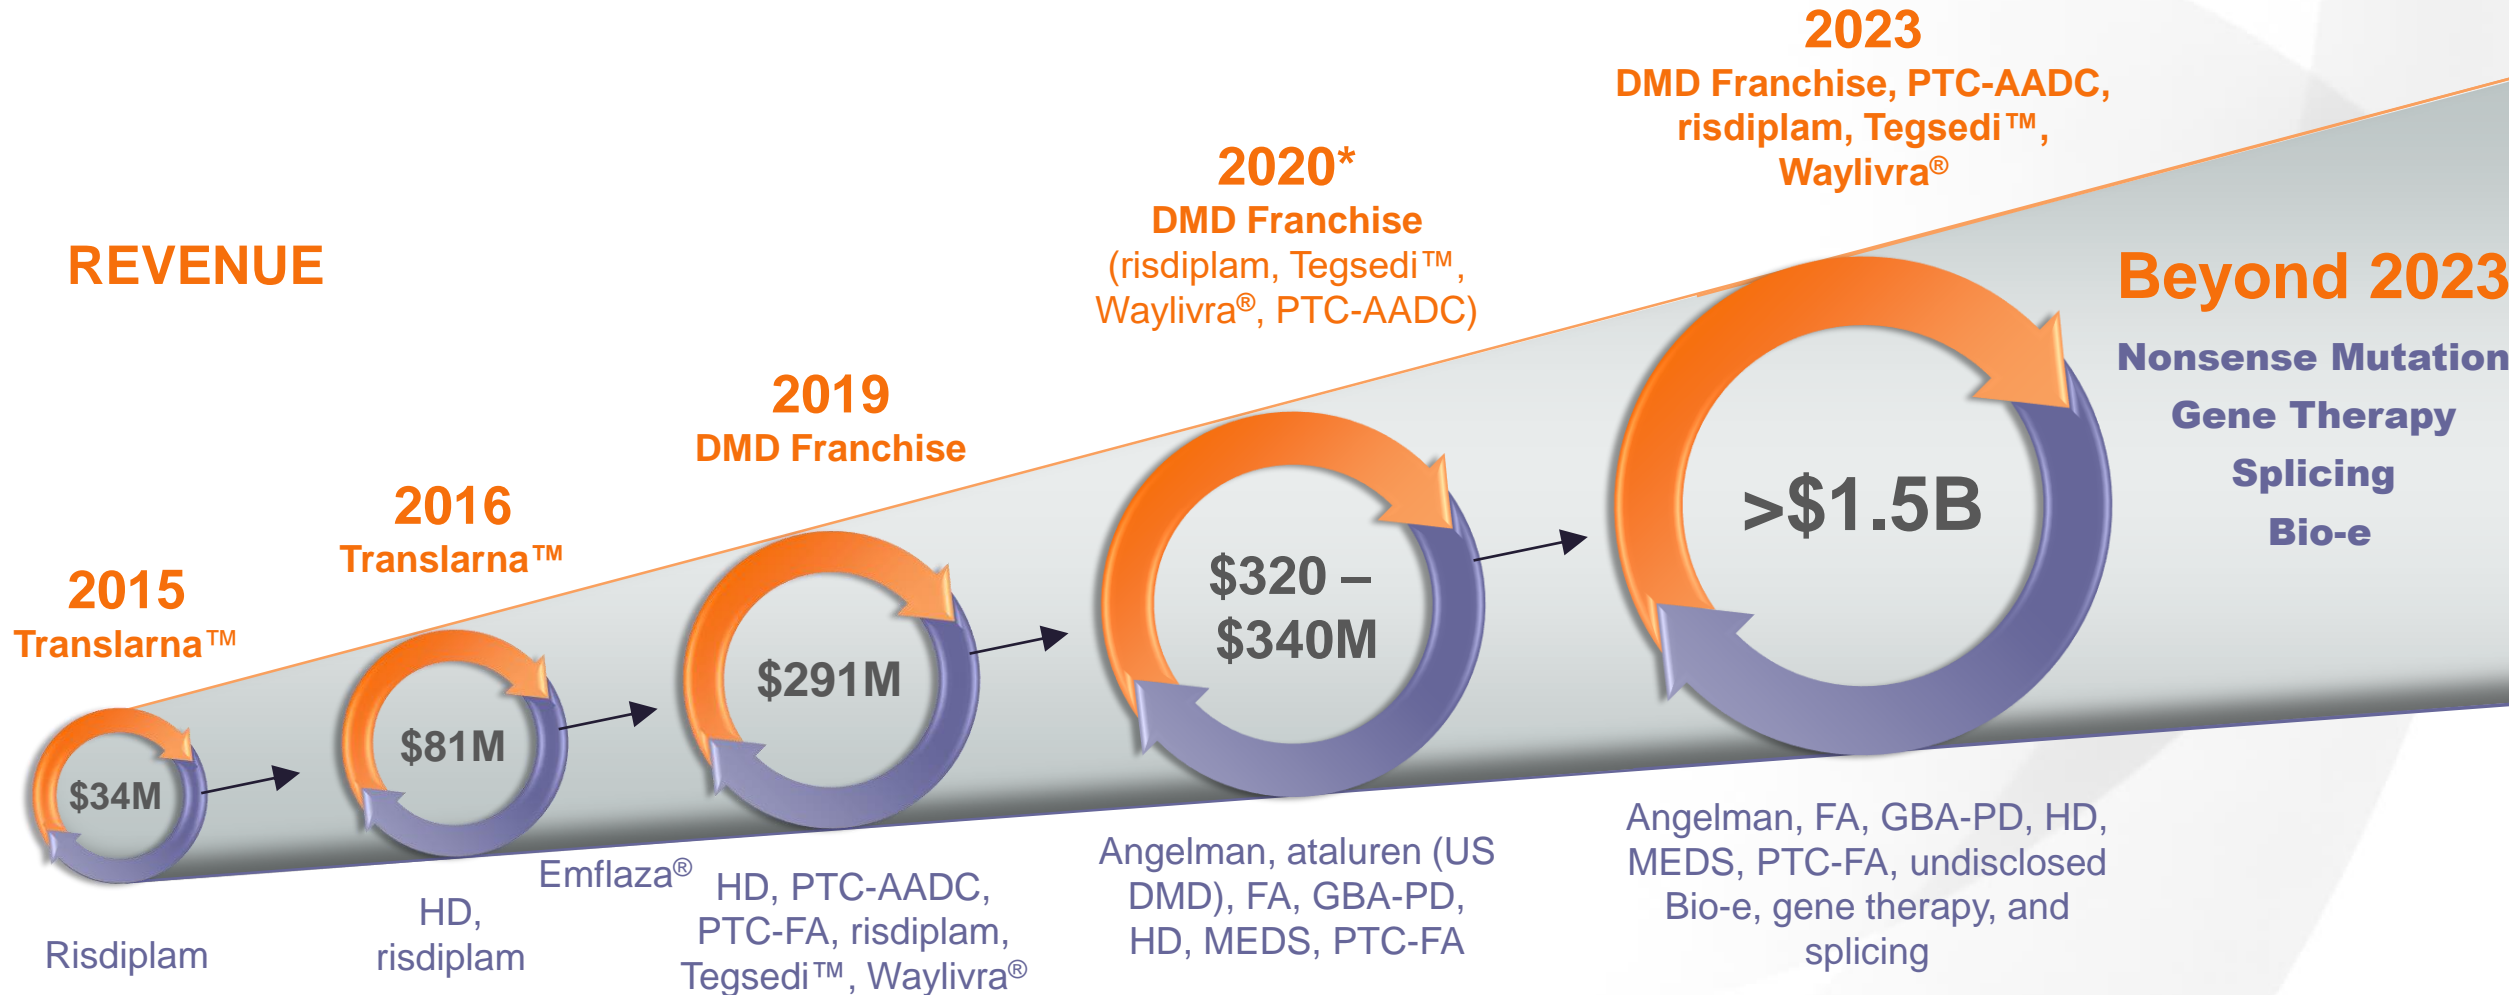 REVENUE
2015
Translarna™
$34M
Risdiplam
2016
Translarna™
$81M
HD,
risdiplam
Emflaza®
2019
DMD Franchise
$291M
HD, PTC-AADC,
PTC-FA, risdiplam,
Tegsedi™, Waylivra®
2020*
DMD Franchise
(risdiplam, Tegsedi™,
Waylivra®, PTC-AADC)
$320 –
$340M
Angelman, ataluren (US
DMD), FA, GBA-PD,
HD, MEDS, PTC-FA
2023
DMD Franchise, PTC-AADC,
risdiplam, Tegsedi™,
Waylivra®
>$1.5B
Angelman, FA, GBA-PD, HD,
MEDS, PTC-FA, undisclosed
Bio-e, gene therapy, and
splicing
Beyond 2023
Nonsense Mutation
Gene Therapy
Splicing
Bio-e